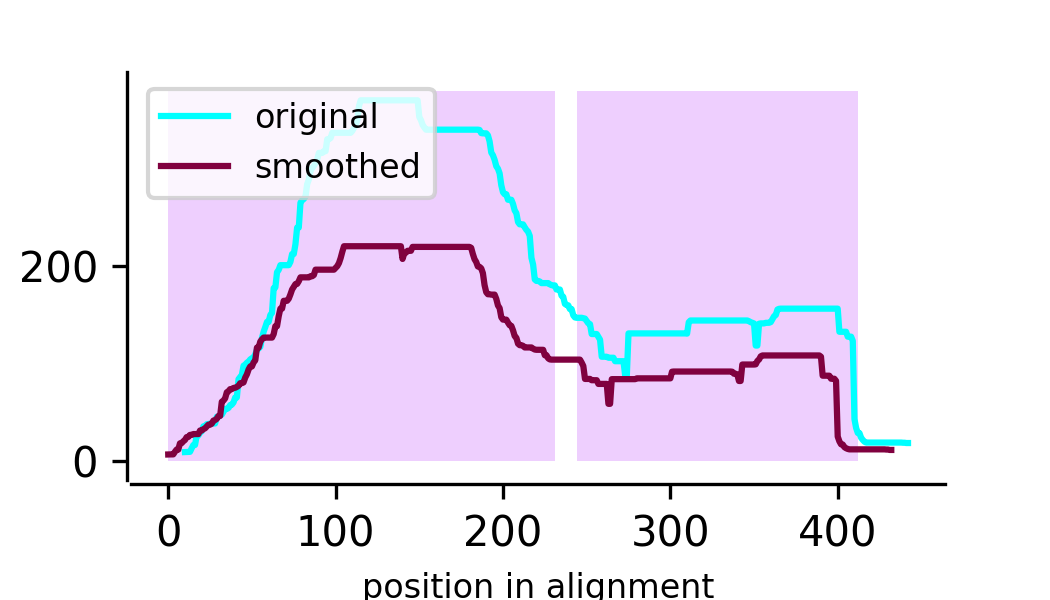 original
smoothed
200
0
0 100 200 300 400
position in alignment